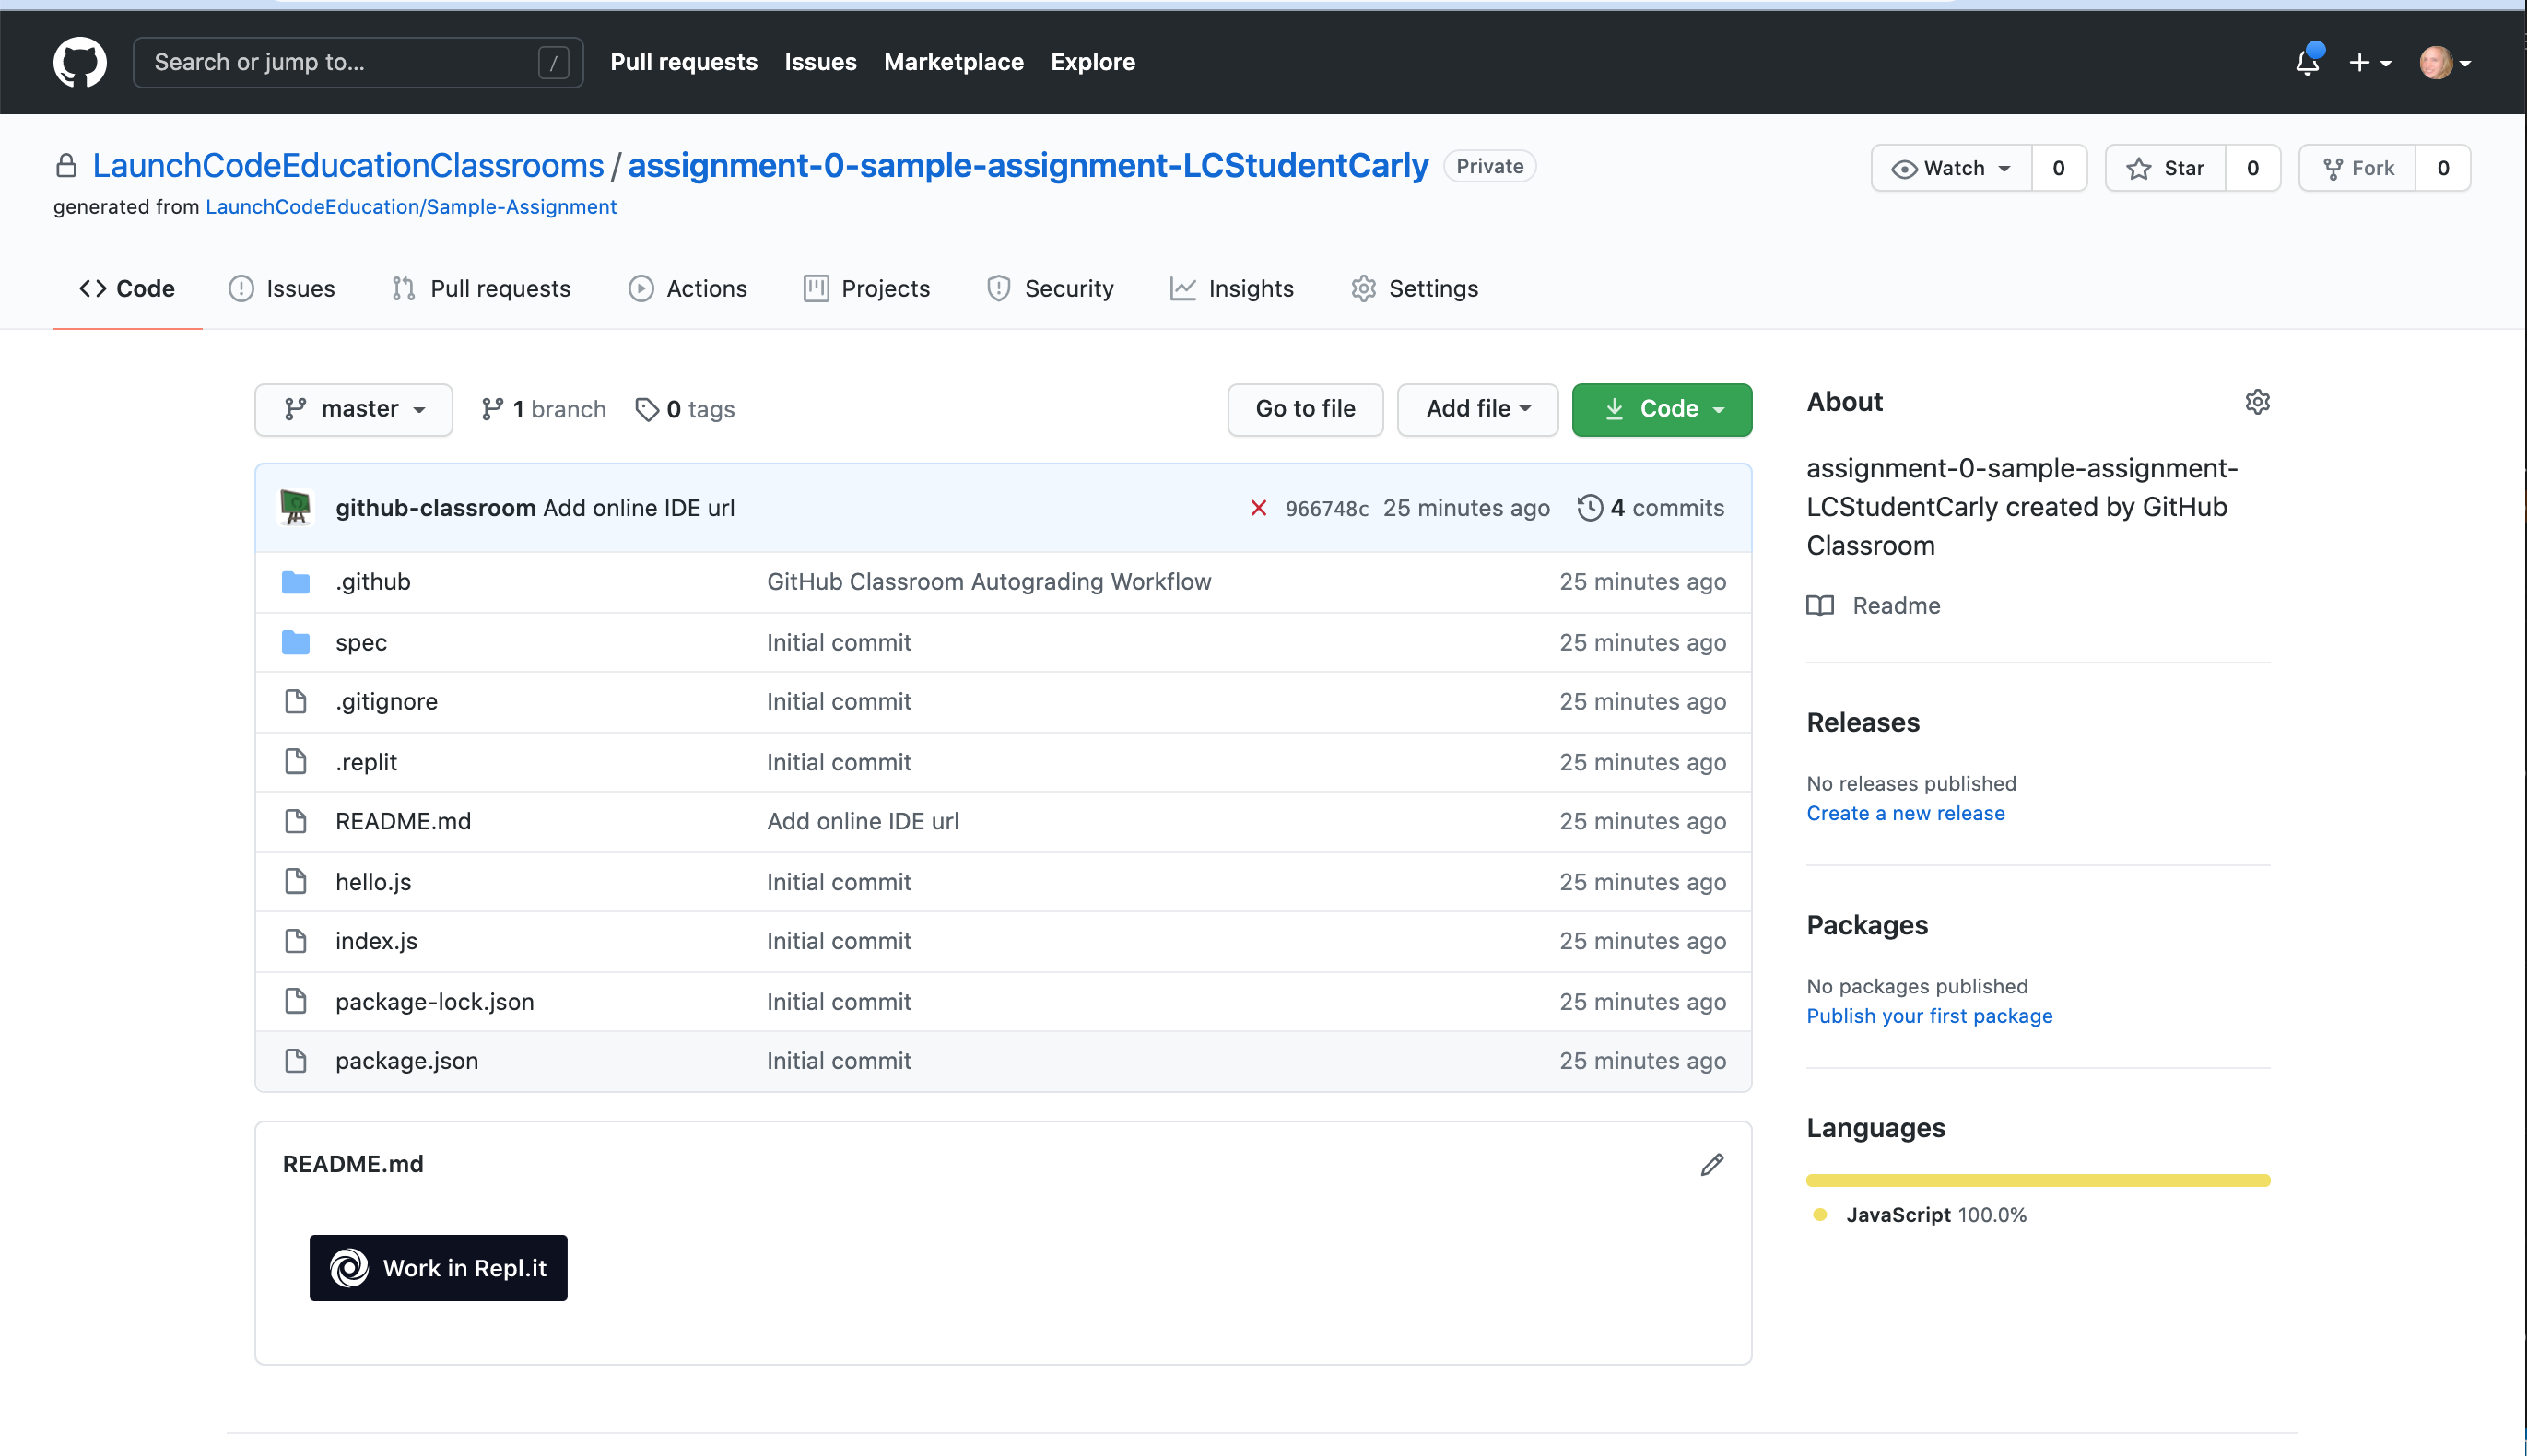 Search or jump to... / Pull requests Issues Marketplace Explore
LaunchCodeEducationClassrooms / assignment-0-sample-assignment-LCStudentCarly Private Watch 0 Star 0 Fork 0
generated from LaunchCodeEducation/Sample-Assignment
Code Issues Pull requests Actions Projects Security Insights Settings
master 1 branch 0 tags Go to file Add file Code
github-classroom Add online IDE url 966748c 25 minutes ago 4 commits
.github GitHub Classroom Autograding Workflow 25 minutes ago
spec Initial commit 25 minutes ago
.gitignore Initial commit 25 minutes ago
.replit Initial commit 25 minutes ago
README.md Add online IDE url 25 minutes ago
hello.js Initial commit 25 minutes ago
index.js Initial commit 25 minutes ago
package-lock.json Initial commit 25 minutes ago
package.json Initial commit 25 minutes ago
README.md
Work in Repl.it
About
assignment-0-sample-assignment-
LCStudentCarly created by GitHub
Classroom
Readme
Releases
No releases published
Create a new release
Packages
No packages published
Publish your first package
Languages
JavaScript 100.0%